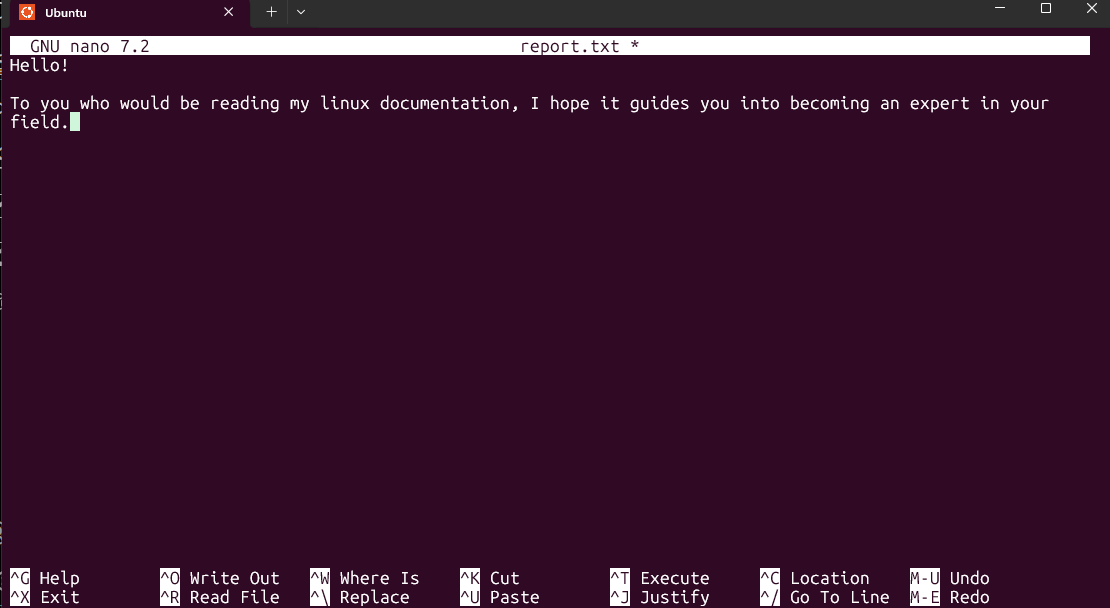 Ubuntu
GNU nano 7.2 report.txt *
Hello!
To you who would be reading my linux documentation, I hope it guides you into becoming an expert in your
field.
^G Help ^O Write Out ^W Where Is ^K Cut ^T Execute ^C Location M-U Undo
^X Exit ^R Read File ^\ Replace ^U Paste ^J Justify ^/ Go To Line M-E Redo